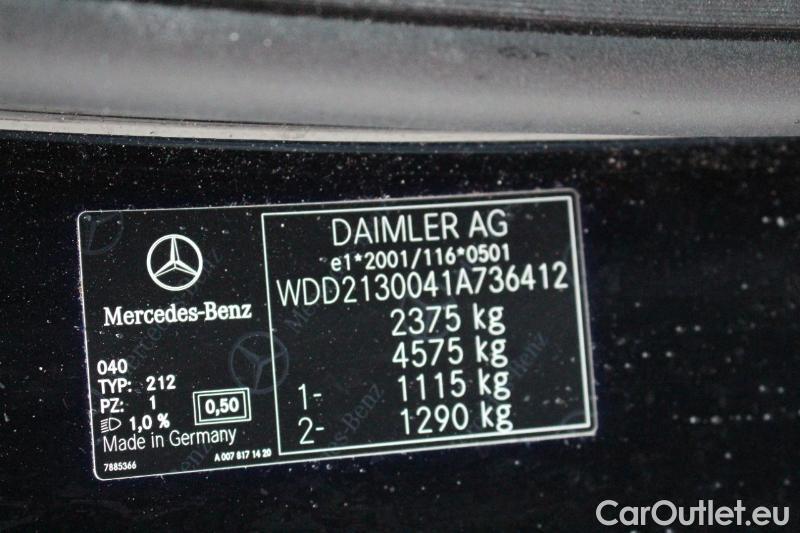 Mercedes-Benz
040
TYP: 212
PZ: 1
1,0 %
0,50
Made in Germany
7885366
A 007 817 14 20
DAIMLER AG
e1*2001/116*0501
WDD2130041A736412
2375 kg
4575 kg
1- 1115 kg
2- 1290 kg
Mercedes-Benz
CarOutlet.eu